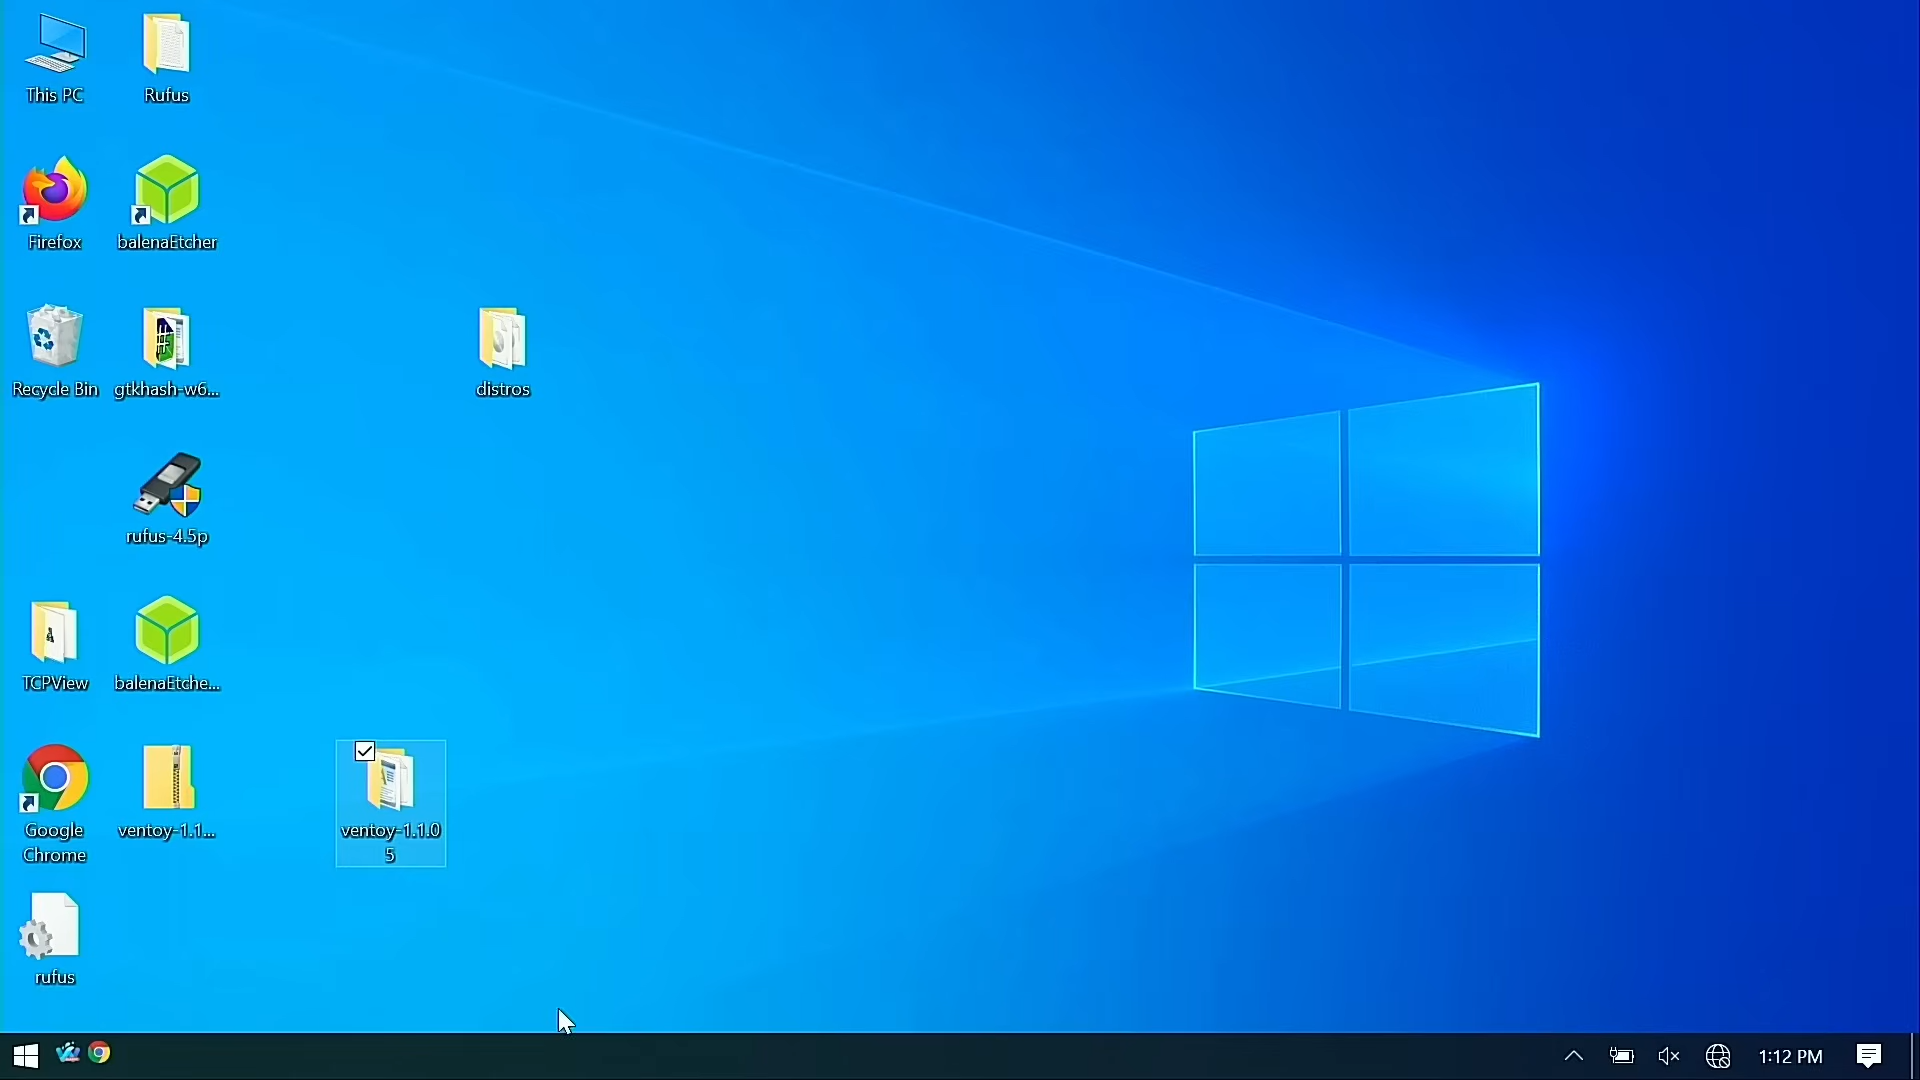 This PC
Rufus
Firefox
balenaEtcher
Recycle Bin
gtkhash-w6...
distros
rufus-4.5p
TCPView
balenaEtche...
Google
Chrome
ventoy-1.1...
ventoy-1.1.0
5
rufus
1:12 PM